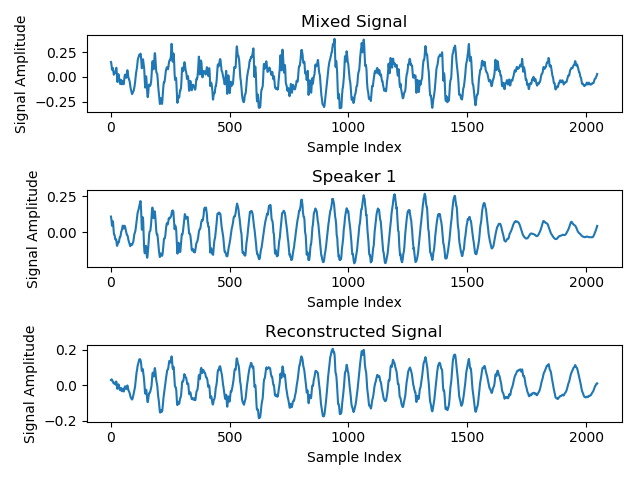 Mixed Signal
Signal Amplitude
0.25
0.00
−0.25
0 500 1000 1500 2000
Sample Index
Speaker 1
Signal Amplitude
0.25
0.00
0 500 1000 1500 2000
Sample Index
Reconstructed Signal
Signal Amplitude
0.2
0.0
−0.2
0 500 1000 1500 2000
Sample Index